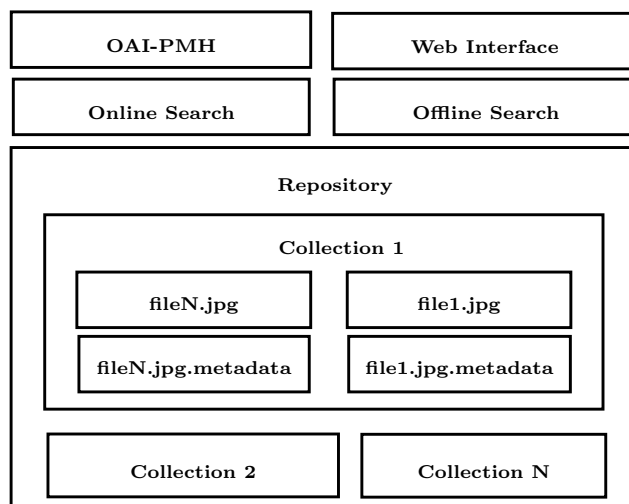 OAI-PMH
Web Interface
Online Search
Offline Search
Repository
Collection 1
fileN.jpg
file1.jpg
fileN.jpg.metadata
file1.jpg.metadata
Collection 2
Collection N